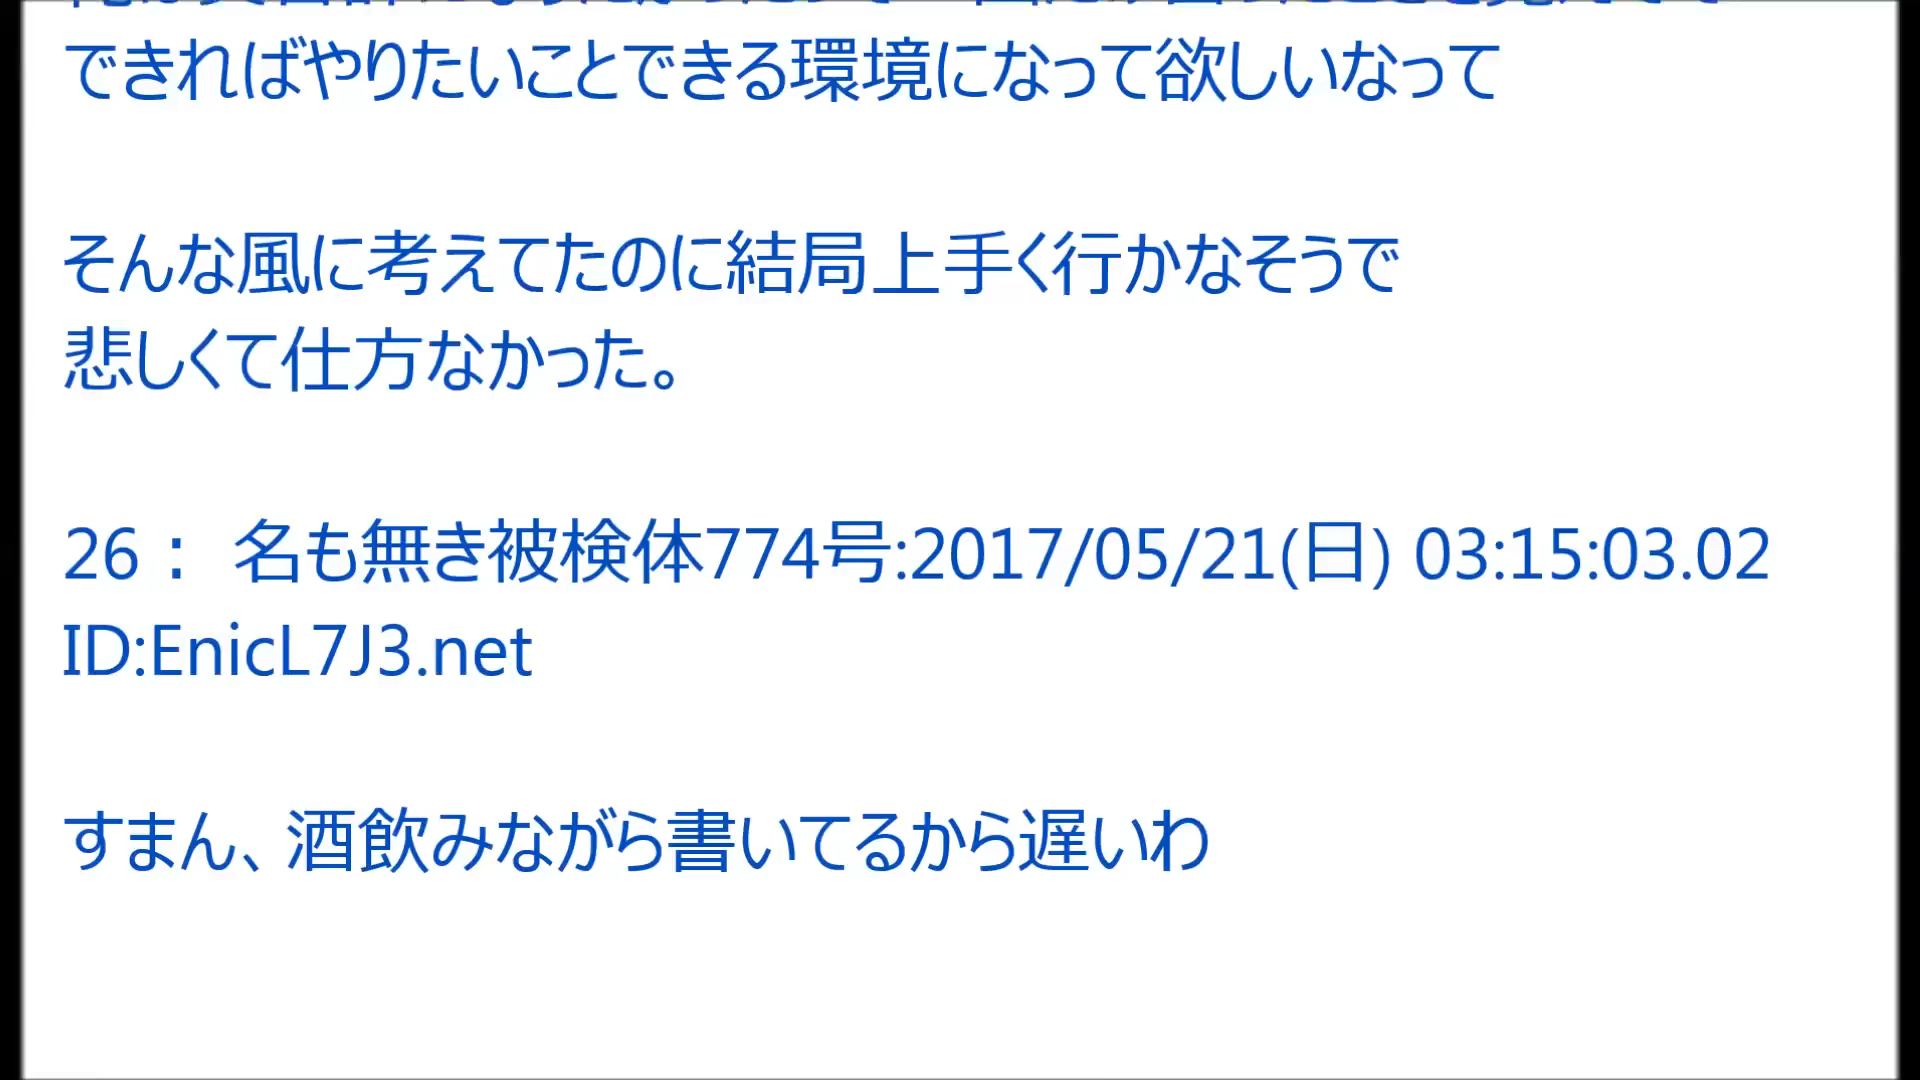 できればやりたいことできる環境になって欲しいなって
そんな風に考えてたのに結局上手く行かなそうで
悲しくて仕方なかった。
26： 名も無き被検体774号:2017/05/21(日) 03:15:03.02
ID:EnicL7J3.net
すまん、酒飲みながら書いてるから遅いわ